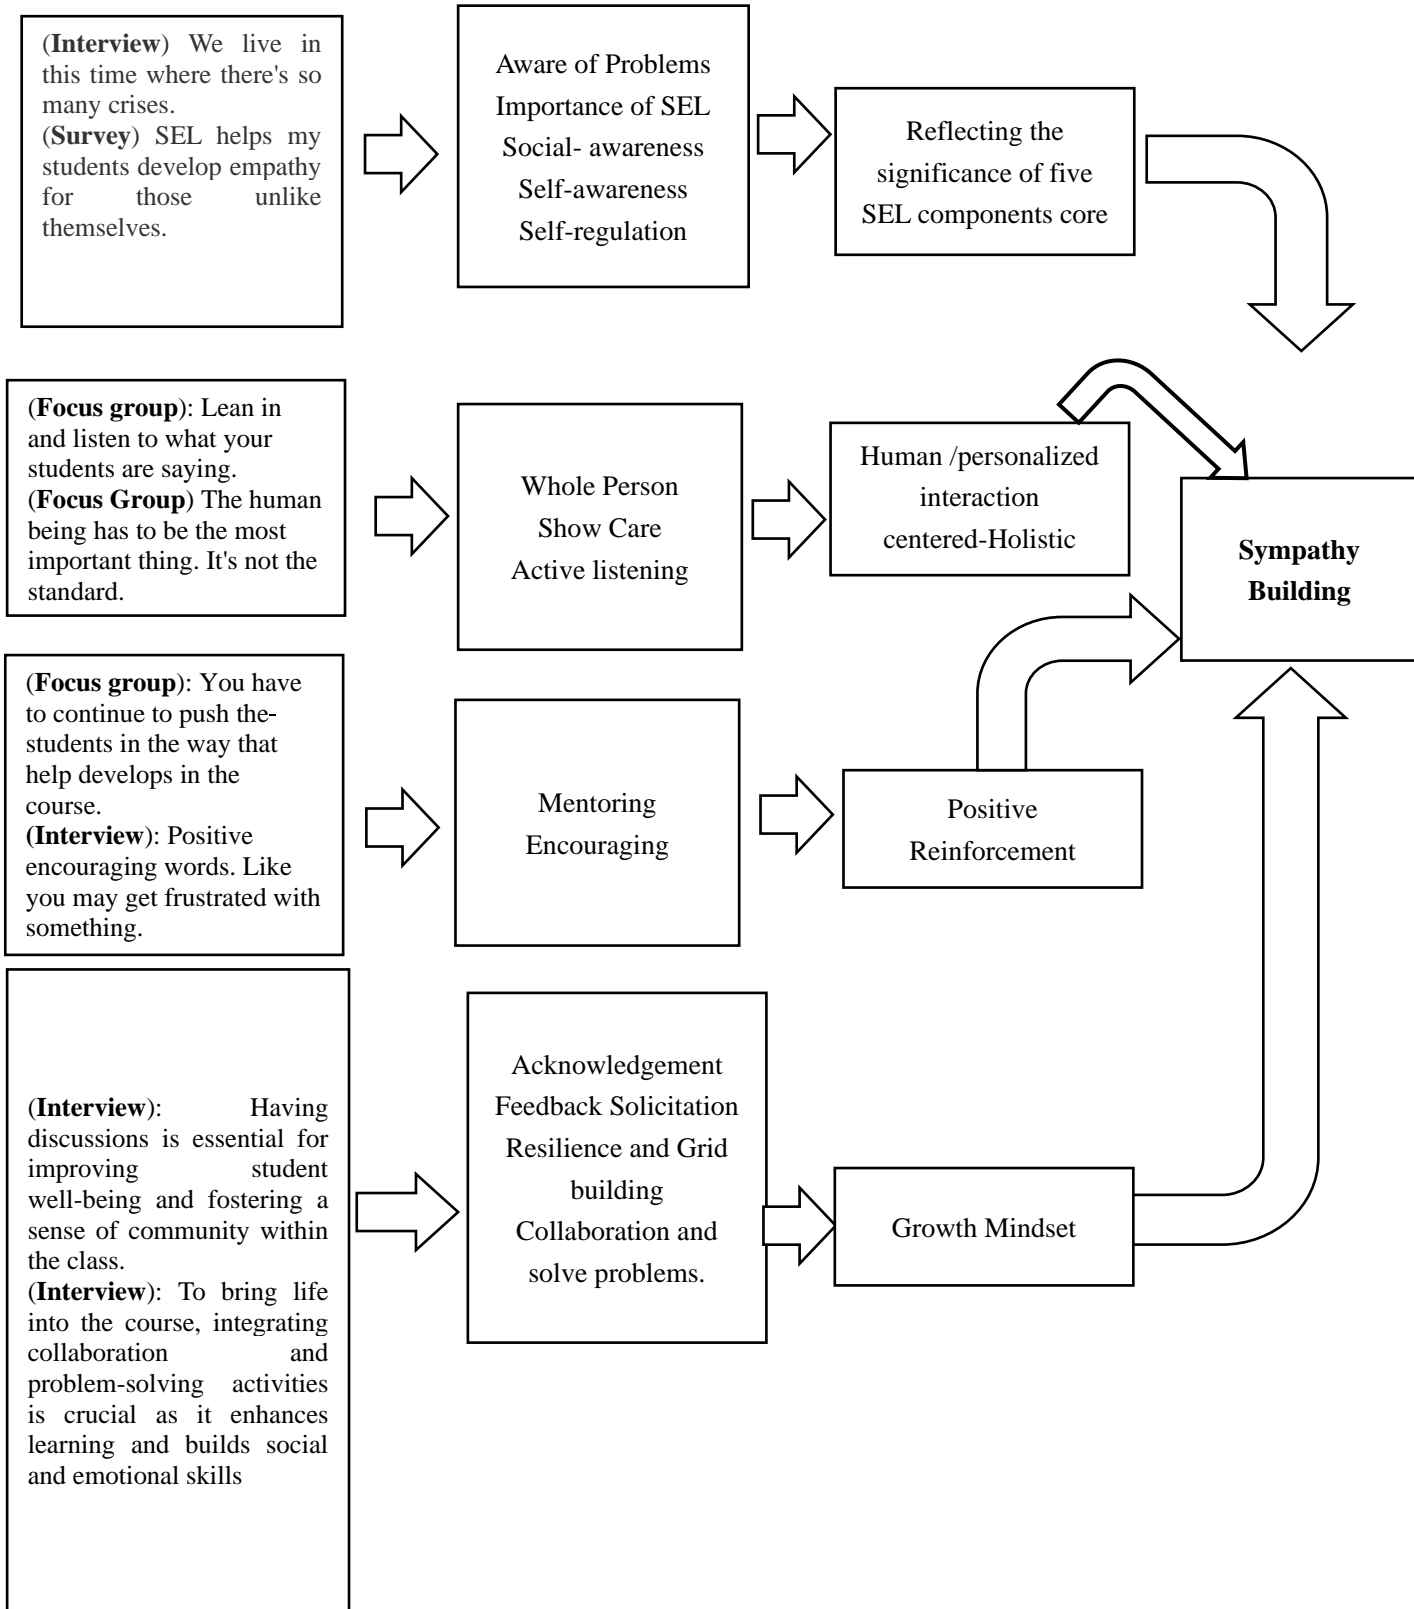 (Interview) We live in
this time where there's so
many crises.
(Survey) SEL helps my
students develop empathy
for those unlike
themselves.
Aware of Problems
Importance of SEL
Social- awareness
Self-awareness
Self-regulation
Reflecting the
significance of five
SEL components core
(Focus group): Lean in
and listen to what your
students are saying.
(Focus Group) The human
being has to be the most
important thing. It's not the
standard.
Whole Person
Show Care
Active listening
Human /personalized
interaction
centered-Holistic
Sympathy
Building
(Focus group): You have
to continue to push the-
students in the way that
help develops in the
course.
(Interview): Positive
encouraging words. Like
you may get frustrated with
something.
Mentoring
Encouraging
Positive
Reinforcement
(Interview): Having
discussions is essential for
improving student
well-being and fostering a
sense of community within
the class.
(Interview): To bring life
into the course, integrating
collaboration and
problem-solving activities
is crucial as it enhances
learning and builds social
and emotional skills
Acknowledgement
Feedback Solicitation
Resilience and Grid
building
Collaboration and
solve problems.
Growth Mindset